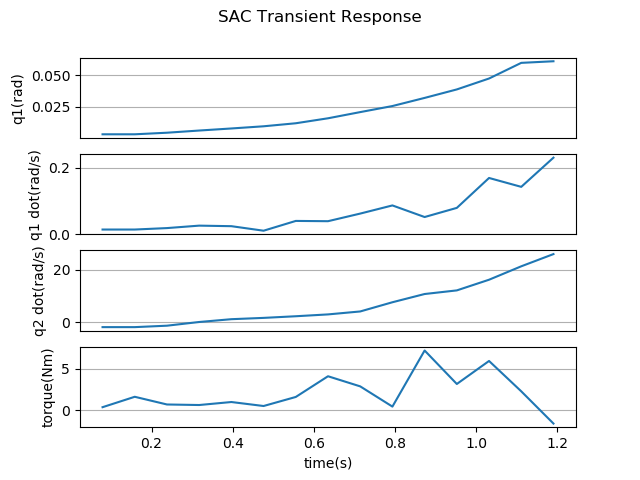 SAC Transient Response
0.050
0.025
q1(rad)
0.2
0.0
q1 dot(rad/s)
20
0
q2 dot(rad/s)
5
0
torque(Nm)
0.2 0.4 0.6 0.8 1.0 1.2
time(s)